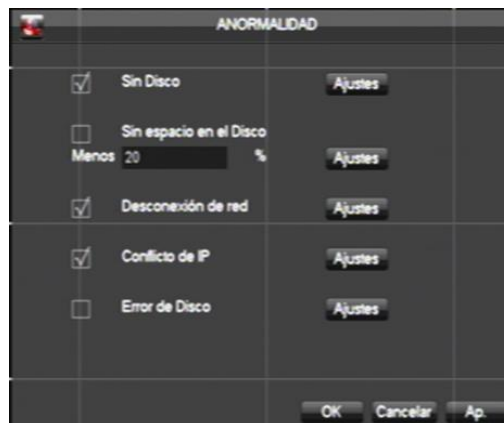 ANORMALIDAD
Sin Disco Ajustes
Sin espacio en el Disco
Menos 20 % Ajustes
Desconexión de red Ajustes
Conflicto de IP Ajustes
Error de Disco Ajustes
OK Cancelar Ap.